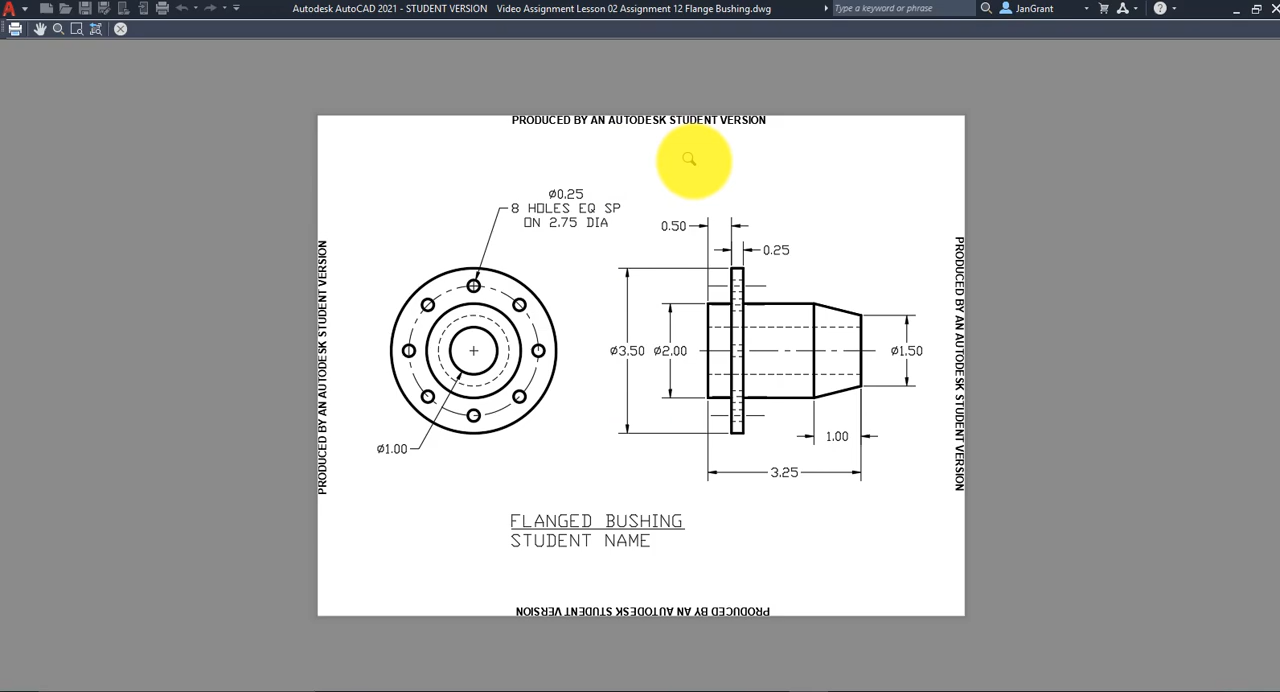 Autodesk AutoCAD 2021 - STUDENT VERSION Video Assignment Lesson 02 Assignment 12 Flange Bushing.dwg
Type a keyword or phrase
JanGrant
PRODUCED BY AN AUTODESK STUDENT VERSION
Ø0.25
8 HOLES EQ SP
ON 2.75 DIA
0.50
0.25
PRODUCED BY AN AUTODESK STUDENT VERSION
PRODUCED BY AN AUTODESK STUDENT VERSION
Ø3.50
Ø2.00
Ø1.50
1.00
Ø1.00
3.25
FLANGED BUSHING
STUDENT NAME
PRODUCED BY AN AUTODESK STUDENT VERSION